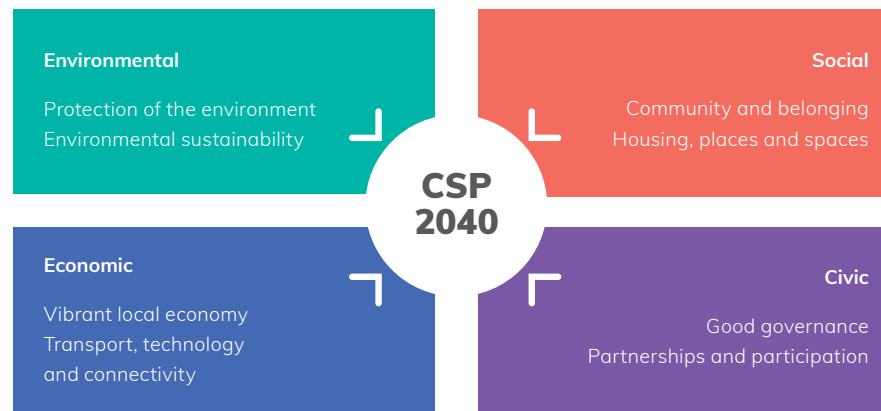 Environmental
Protection of the environment
Environmental sustainability
Social
Community and belonging
Housing, places and spaces
CSP
2040
Economic
Vibrant local economy
Transport, technology
and connectivity
Civic
Good governance
Partnerships and participation